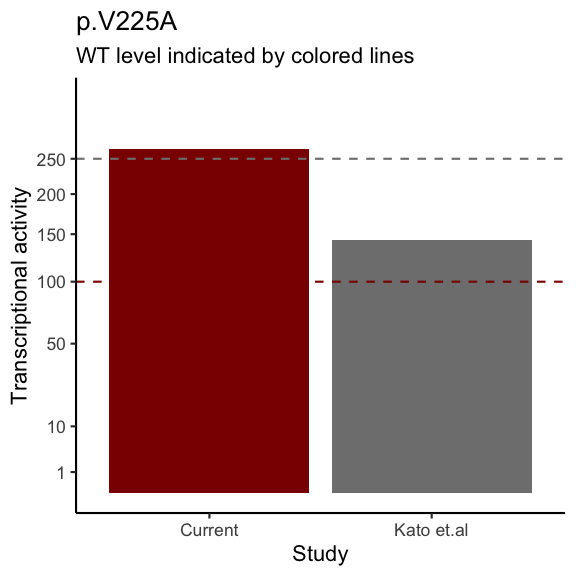 p.V225A
WT level indicated by colored lines
Transcriptional activity
250
200
150
100
50
10
1
Current
Kato et.al
Study